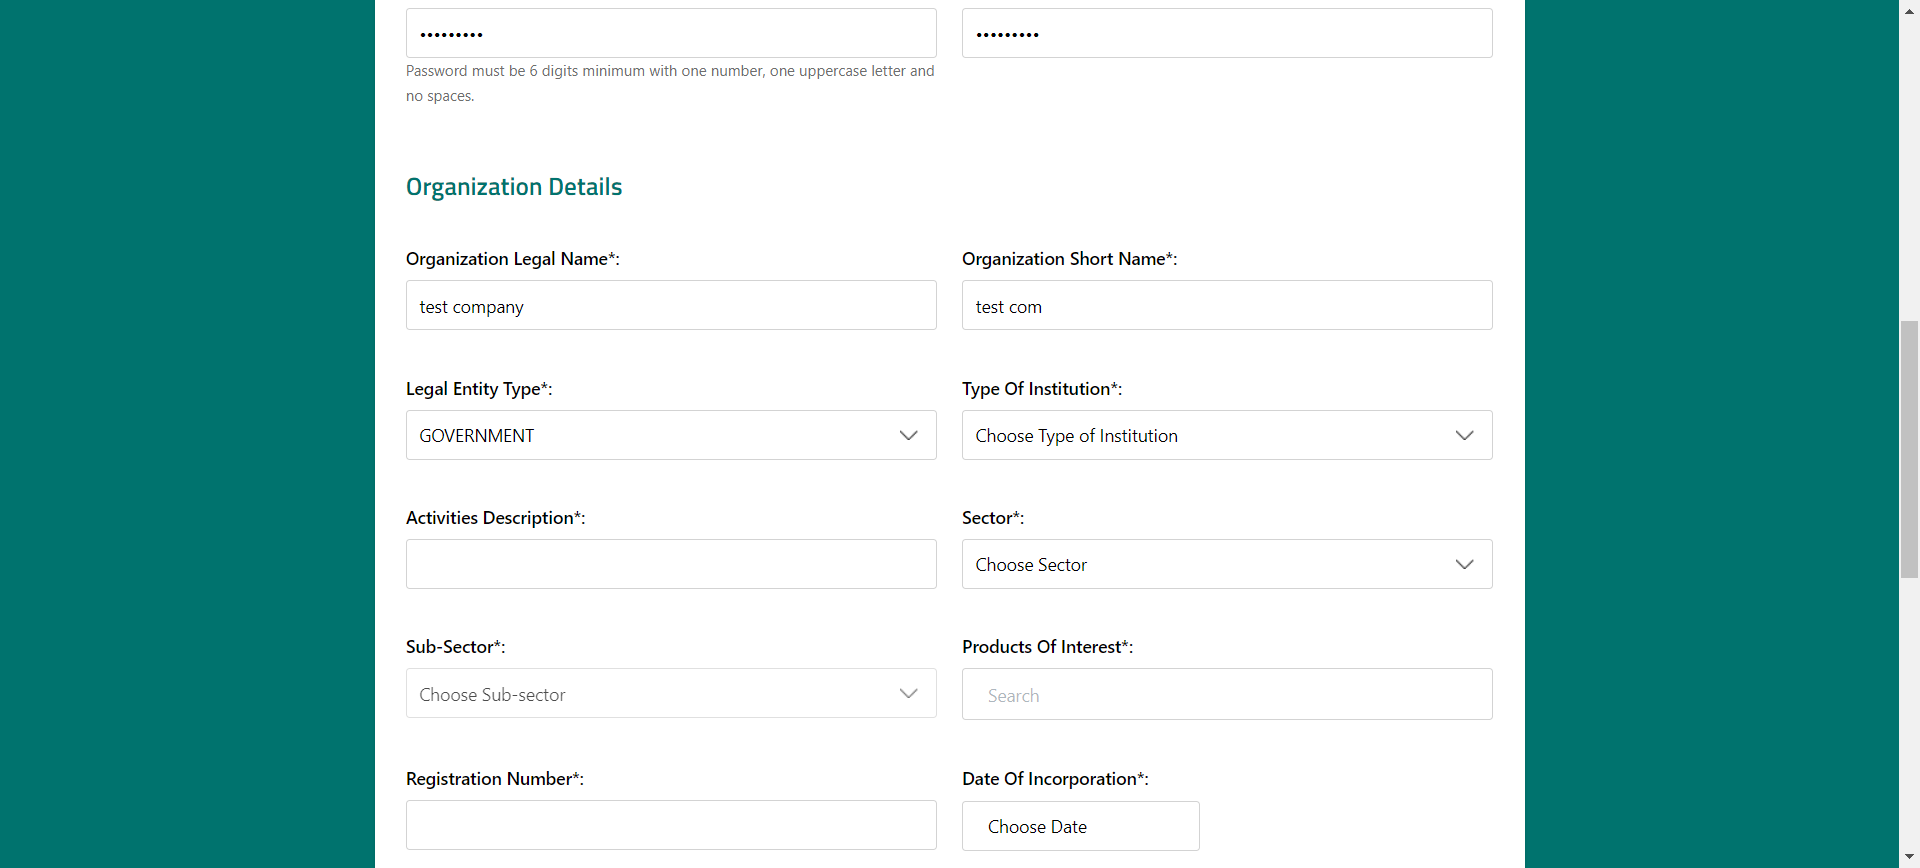 •••••••••
•••••••••
Password must be 6 digits minimum with one number, one uppercase letter and
no spaces.
Organization Details
Organization Legal Name*:
Organization Short Name*:
test company
test com
Legal Entity Type*:
Type Of Institution*:
GOVERNMENT
Choose Type of Institution
Activities Description*:
Sector*:
Choose Sector
Sub-Sector*:
Products Of Interest*:
Choose Sub-sector
Search
Registration Number*:
Date Of Incorporation*:
Choose Date